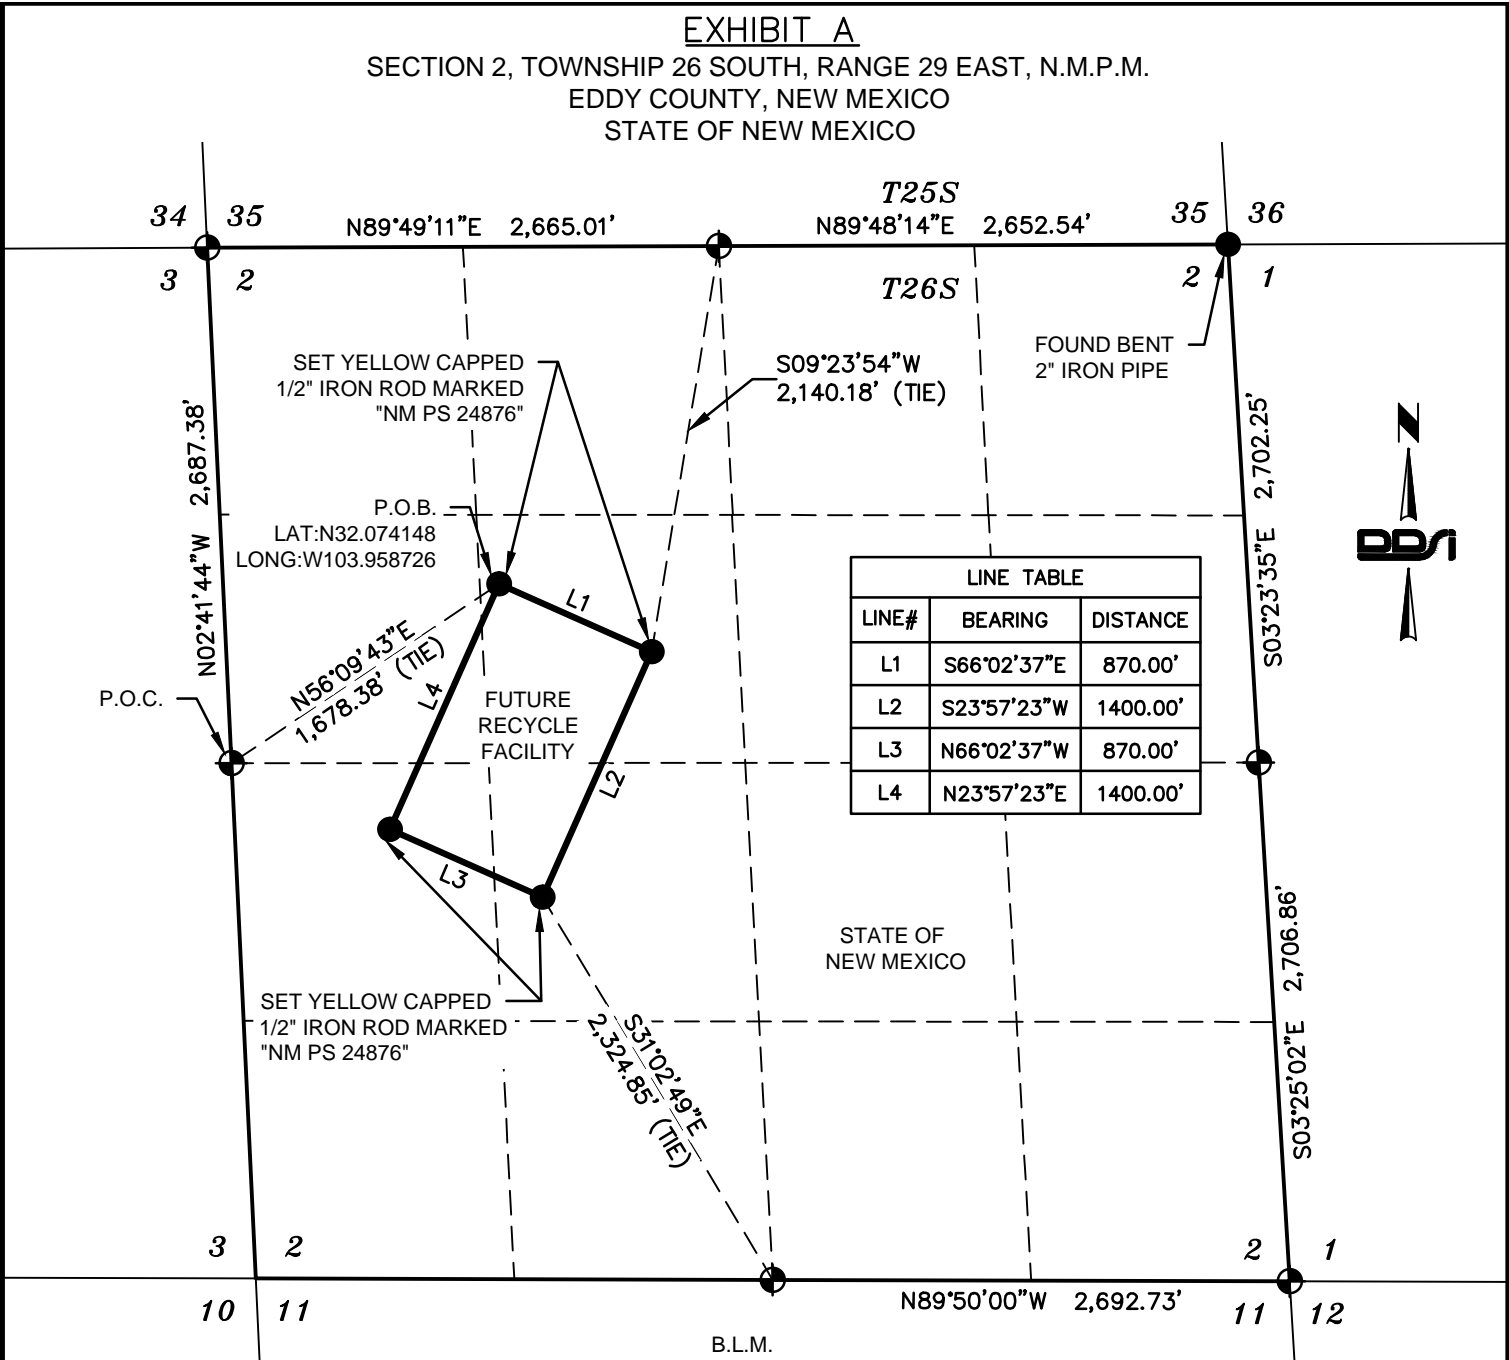 EXHIBIT A
SECTION 2, TOWNSHIP 26 SOUTH, RANGE 29 EAST, N.M.P.M.
EDDY COUNTY, NEW MEXICO
STATE OF NEW MEXICO
T25S
34 35
N89°49'11"E 2,665.01'
N89°48'14"E 2,652.54'
35 36
3 2
T26S
2 1
SET YELLOW CAPPED
1/2" IRON ROD MARKED
"NM PS 24876"
S09°23'54"W
2,140.18' (TIE)
FOUND BENT
2" IRON PIPE
N02°41'44"W 2,687.38'
S03°23'35"E 2,702.25'
N
DDSi
P.O.B.
LAT:N32.074148
LONG:W103.958726
L1
N56°09'43"E
1,678.38' (TIE)
P.O.C.
L4
FUTURE
RECYCLE
FACILITY
L2
L3
LINE TABLE
LINE# BEARING DISTANCE
L1 S66°02'37"E 870.00'
L2 S23°57'23"W 1400.00'
L3 N66°02'37"W 870.00'
L4 N23°57'23"E 1400.00'
STATE OF
NEW MEXICO
SET YELLOW CAPPED
1/2" IRON ROD MARKED
"NM PS 24876"
S31°02'49"E
2,324.85' (TIE)
S03°25'02"E 2,706.86'
3 2
2 1
10 11
N89°50'00"W 2,692.73'
11 12
B.L.M.